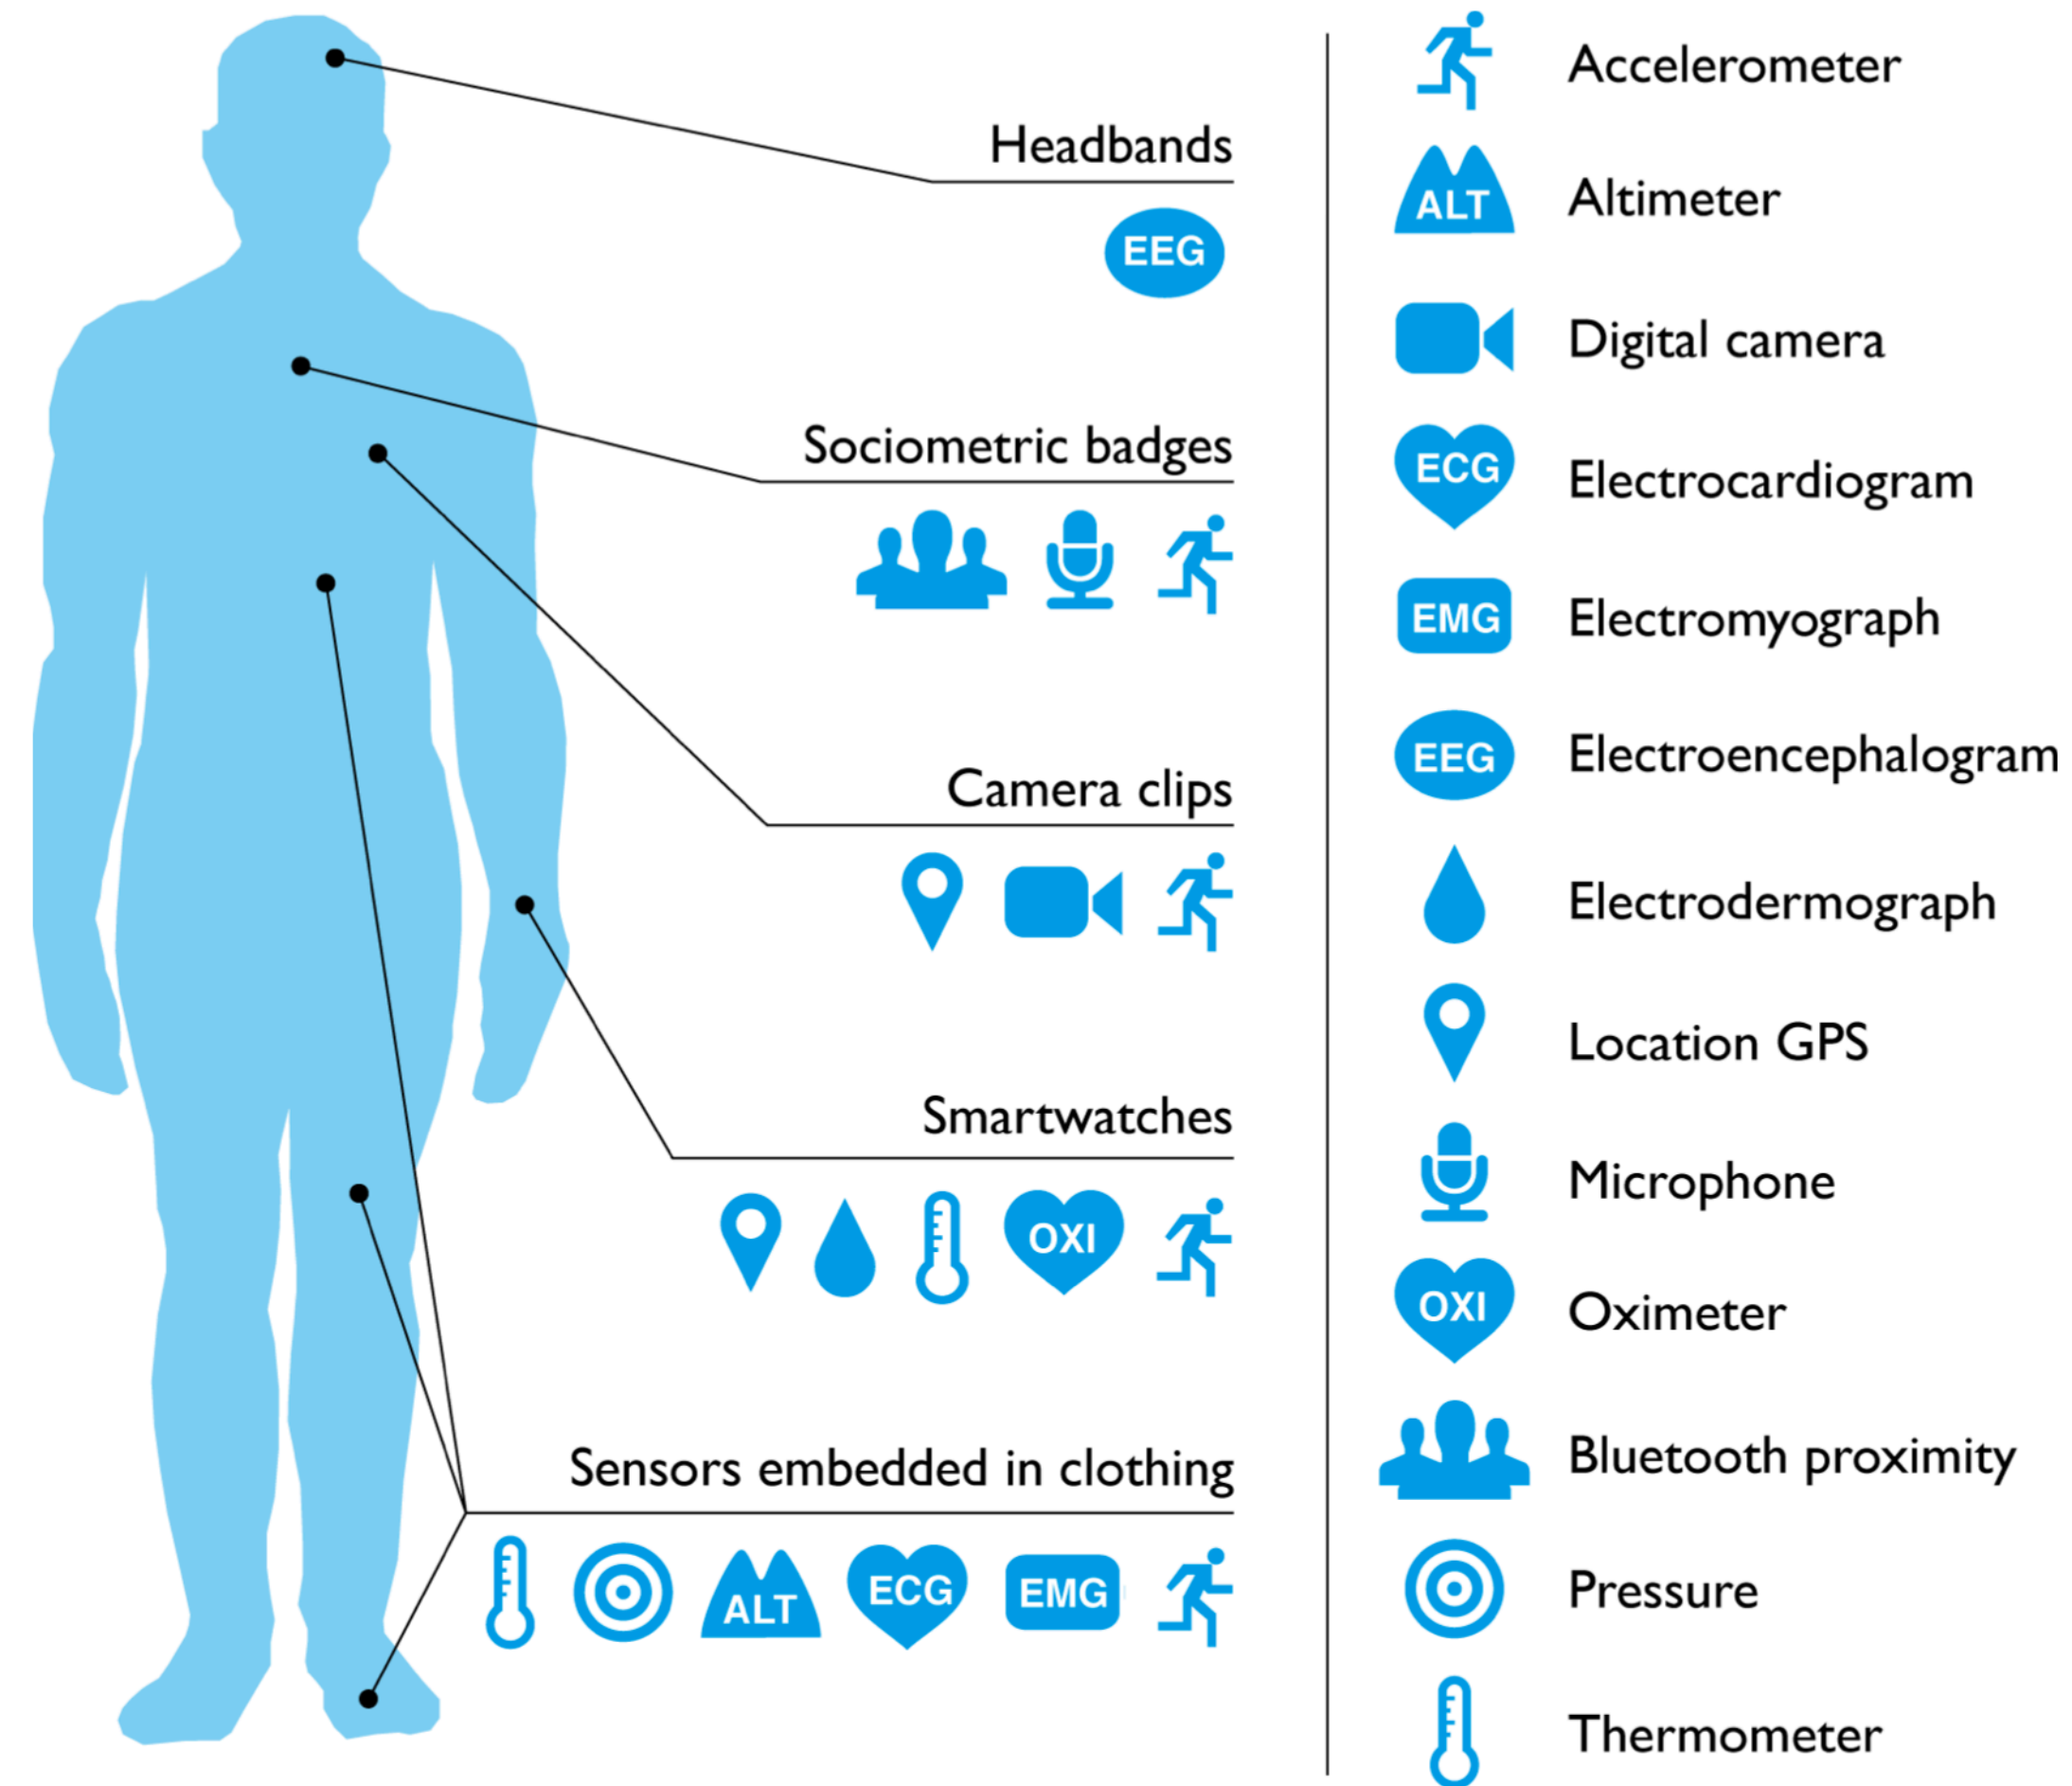 Headbands
EEG
Sociometric badges
Camera clips
Smartwatches
OXI
Sensors embedded in clothing
ALT
ECG
EMG
Accelerometer
ALT
Altimeter
Digital camera
ECG
Electrocardiogram
EMG
Electromyograph
EEG
Electroencephalogram
Electrodermograph
Location GPS
Microphone
OXI
Oximeter
Bluetooth proximity
Pressure
Thermometer